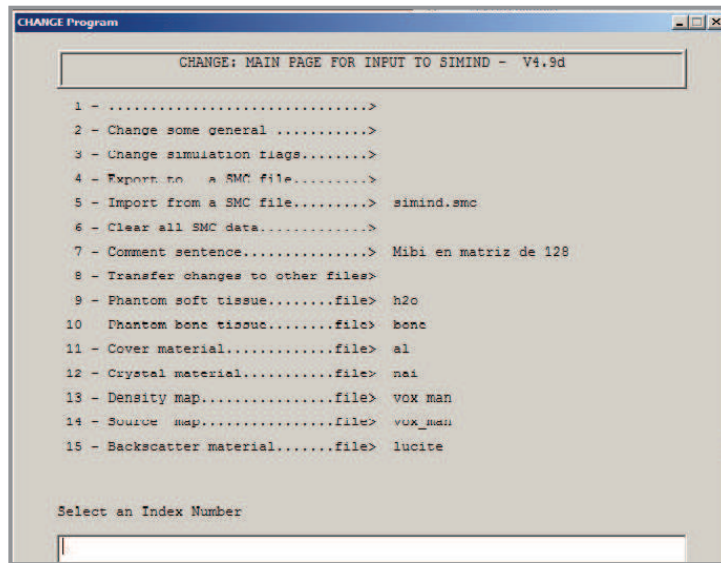 CHANGE Program
CHANGE: MAIN PAGE FOR INPUT TO SIMIND - V4.9d
1 - ................................>
2 - Change some general ...........>
3 - Change simulation flags........>
4 - Export to a SMC file.........>
5 - Import from a SMC file.........> simind.smc
6 - Clear all SMC data.............>
7 - Comment sentence...............> Mibi en matriz de 128
8 - Transfer changes to other files>
9 - Phantom soft tissue........file> h2o
10 Phantom bone tissue........file> bone
11 - Cover material.............file> al
12 - Crystal material...........file> nai
13 - Density map................file> vox man
14 - Source map................file> vox_man
15 - Backscatter material.......file> lucite
Select an Index Number